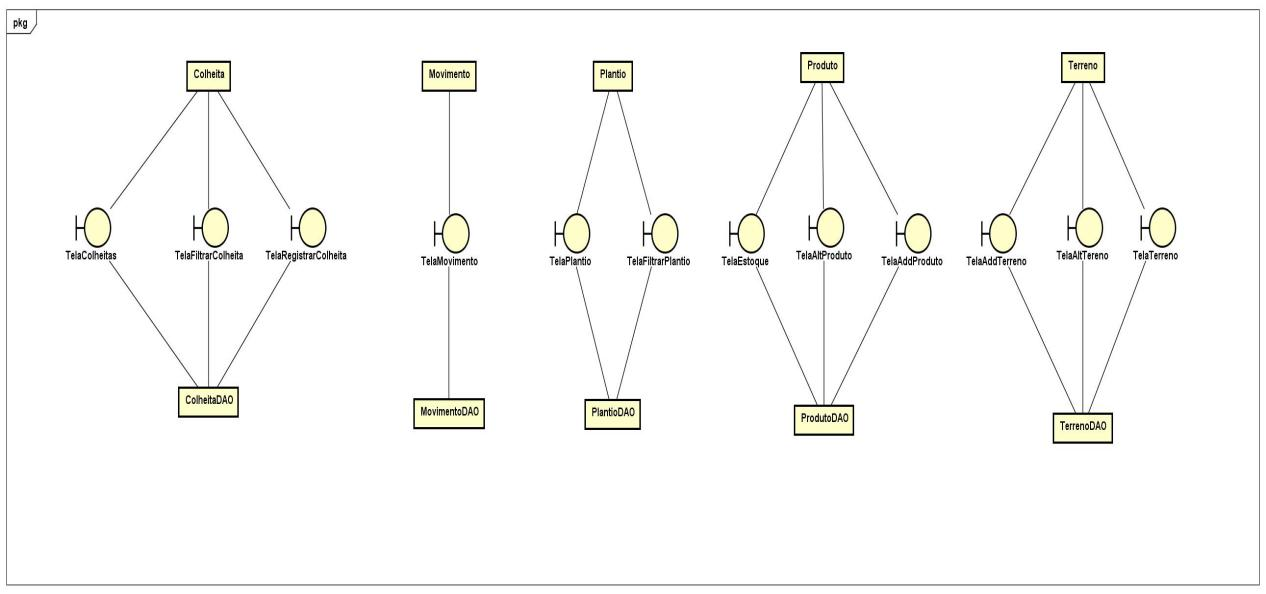 pkg
Colheita
Movimento
Plantio
Produto
Terreno
TelaColheitas
TelaFiltrarColheita
TelaRegistrarColheita
TelaMovimento
TelaPlantio
TelaFiltrarPlantio
TelaEstoque
TelaAltProduto
TelaAddProduto
TelaAddTerreno
TelaAltTereno
TelaTerreno
ColheitaDAO
MovimentoDAO
PlantioDAO
ProdutoDAO
TerrenoDAO